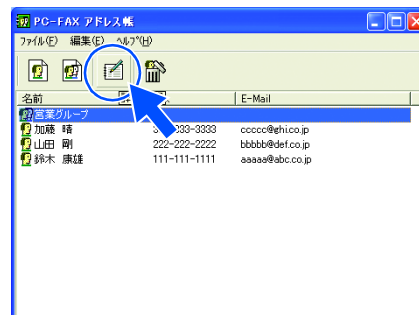 PC-FAX アドレス帳
ファイル(F) 編集(E) ヘルプ(H)
名前 E-Mail
営業グループ
加藤 晴 333-3333 ccccc@ghi.co.jp
山田 剛 222-222-2222 bbbbb@def.co.jp
鈴木 康雄 111-111-1111 aaaaa@abc.co.jp